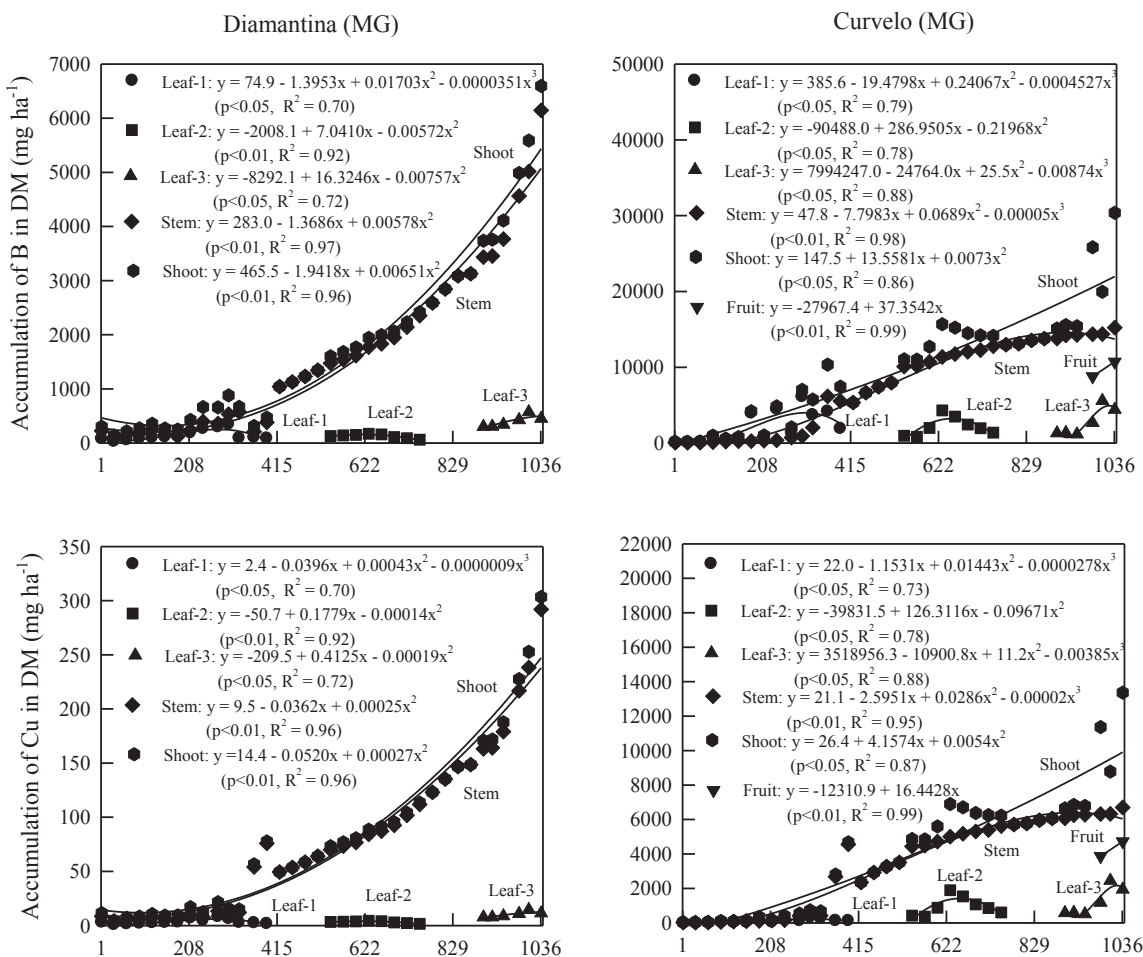 Diamantina (MG)
Curvelo (MG)
Accumulation of B in DM (mg ha⁻¹)
7000
6000
5000
4000
3000
2000
1000
0
Leaf-1: y = 74.9 - 1.3953x + 0.01703x² - 0.0000351x³
(p<0.05, R² = 0.70)
Leaf-2: y = -2008.1 + 7.0410x - 0.00572x²
(p<0.01, R² = 0.92)
Leaf-3: y = -8292.1 + 16.3246x - 0.00757x²
(p<0.05, R² = 0.72)
Stem: y = 283.0 - 1.3686x + 0.00578x²
(p<0.01, R² = 0.97)
Shoot: y = 465.5 - 1.9418x + 0.00651x²
(p<0.01, R² = 0.96)
Shoot
Stem
Leaf-1
Leaf-2
Leaf-3
1 208 415 622 829 1036
50000
40000
30000
20000
10000
0
Leaf-1: y = 385.6 - 19.4798x + 0.24067x² - 0.0004527x³
(p<0.05, R² = 0.79)
Leaf-2: y = -90488.0 + 286.9505x - 0.21968x²
(p<0.05, R² = 0.78)
Leaf-3: y = 7994247.0 - 24764.0x + 25.5x² - 0.00874x³
(p<0.05, R² = 0.88)
Stem: y = 47.8 - 7.7983x + 0.0689x² - 0.00005x³
(p<0.01, R² = 0.98)
Shoot: y = 147.5 + 13.5581x + 0.0073x²
(p<0.05, R² = 0.86)
Fruit: y = -27967.4 + 37.3542x
(p<0.01, R² = 0.99)
Shoot
Stem
Fruit
Leaf-1
Leaf-2
Leaf-3
1 208 415 622 829 1036
Accumulation of Cu in DM (mg ha⁻¹)
350
300
250
200
150
100
50
0
Leaf-1: y = 2.4 - 0.0396x + 0.00043x² - 0.0000009x³
(p<0.05, R² = 0.70)
Leaf-2: y = -50.7 + 0.1779x - 0.00014x²
(p<0.01, R² = 0.92)
Leaf-3: y = -209.5 + 0.4125x - 0.00019x²
(p<0.05, R² = 0.72)
Stem: y = 9.5 - 0.0362x + 0.00025x²
(p<0.01, R² = 0.96)
Shoot: y =14.4 - 0.0520x + 0.00027x²
(p<0.01, R² = 0.96)
Shoot
Stem
Leaf-1
Leaf-2
Leaf-3
1 208 415 622 829 1036
22000
20000
18000
16000
14000
12000
10000
8000
6000
4000
2000
0
Leaf-1: y = 22.0 - 1.1531x + 0.01443x² - 0.0000278x³
(p<0.05, R² = 0.73)
Leaf-2: y = -39831.5 + 126.3116x - 0.09671x²
(p<0.05, R² = 0.78)
Leaf-3: y = 3518956.3 - 10900.8x + 11.2x² - 0.00385x³
(p<0.05, R² = 0.88)
Stem: y = 21.1 - 2.5951x + 0.0286x² - 0.00002x³
(p<0.01, R² = 0.95)
Shoot: y = 26.4 + 4.1574x + 0.0054x²
(p<0.05, R² = 0.87)
Fruit: y = -12310.9 + 16.4428x
(p<0.01, R² = 0.99)
Shoot
Stem
Fruit
Leaf-2
Leaf-3
Leaf-1
1 208 415 622 829 1036